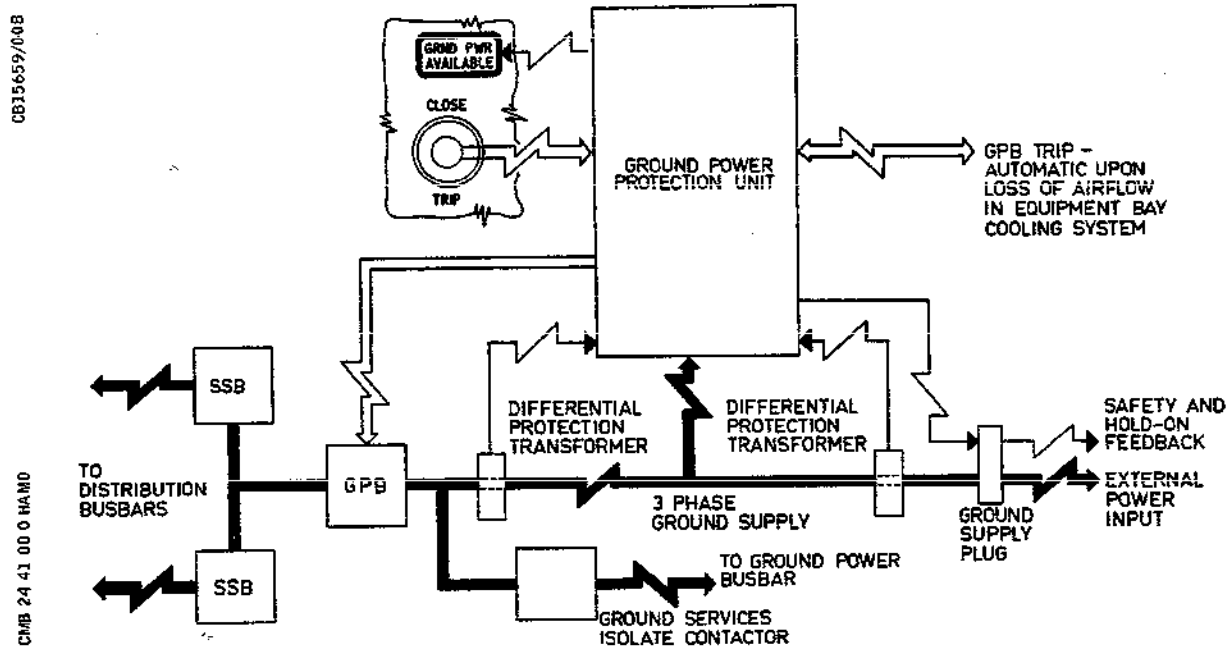 CB15659/008
GRND PWR
AVAILABLE
CLOSE
TRIP
GROUND POWER
PROTECTION UNIT
GPB TRIP –
AUTOMATIC UPON
LOSS OF AIRFLOW
IN EQUIPMENT BAY
COOLING SYSTEM
SSB
DIFFERENTIAL
PROTECTION
TRANSFORMER
DIFFERENTIAL
PROTECTION
TRANSFORMER
SAFETY AND
HOLD-ON
FEEDBACK
TO
DISTRIBUTION
BUSBARS
GPB
3 PHASE
GROUND SUPPLY
GROUND
SUPPLY
PLUG
EXTERNAL
POWER
INPUT
SSB
TO GROUND POWER
BUSBAR
GROUND SERVICES
ISOLATE CONTACTOR
CMB 24 41 00 0 HAM0